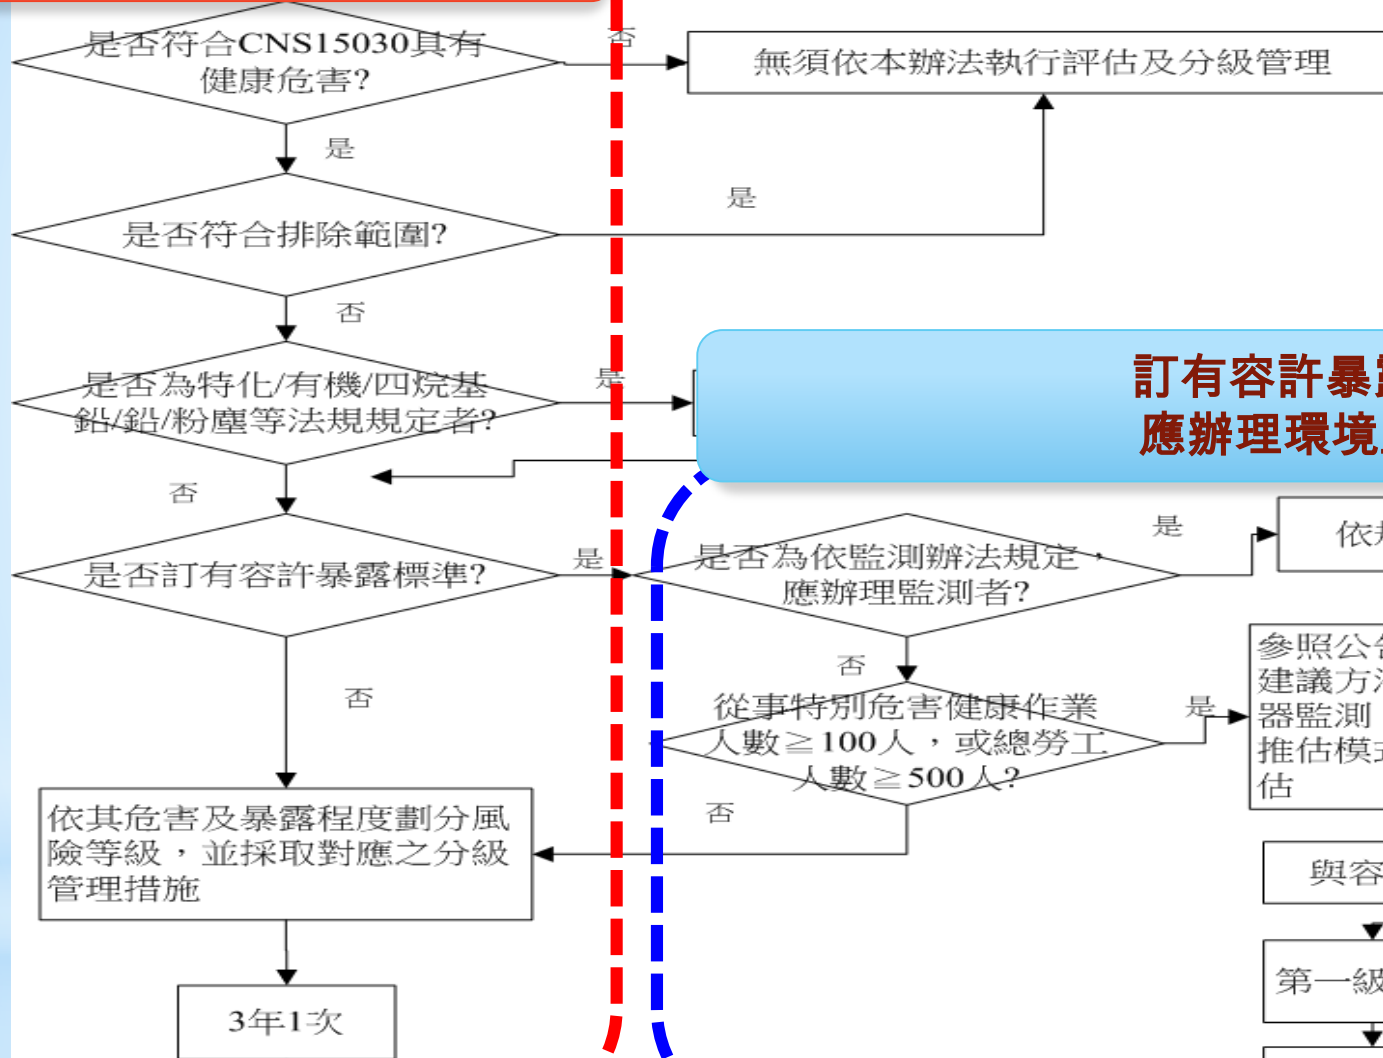 是否符合CNS15030具有
健康危害?
否
無須依本辦法執行評估及分級管理
是
是否符合排除範圍?
是
否
是否為特化/有機/四烷基
鉛/鉛/粉塵等法規規定者?
是
訂有容許暴
應辦理環境
否
是否訂有容許暴露標準?
是
是否為依監測辦法規定，
應辦理監測者?
是
依
否
否
從事特別危害健康作業
人數≧100人，或總勞工
人數≧500人?
是
參照公
建議方
器監測
推估模
估
否
依其危害及暴露程度劃分風
險等級，並採取對應之分級
管理措施
與容
第一級
3年1次